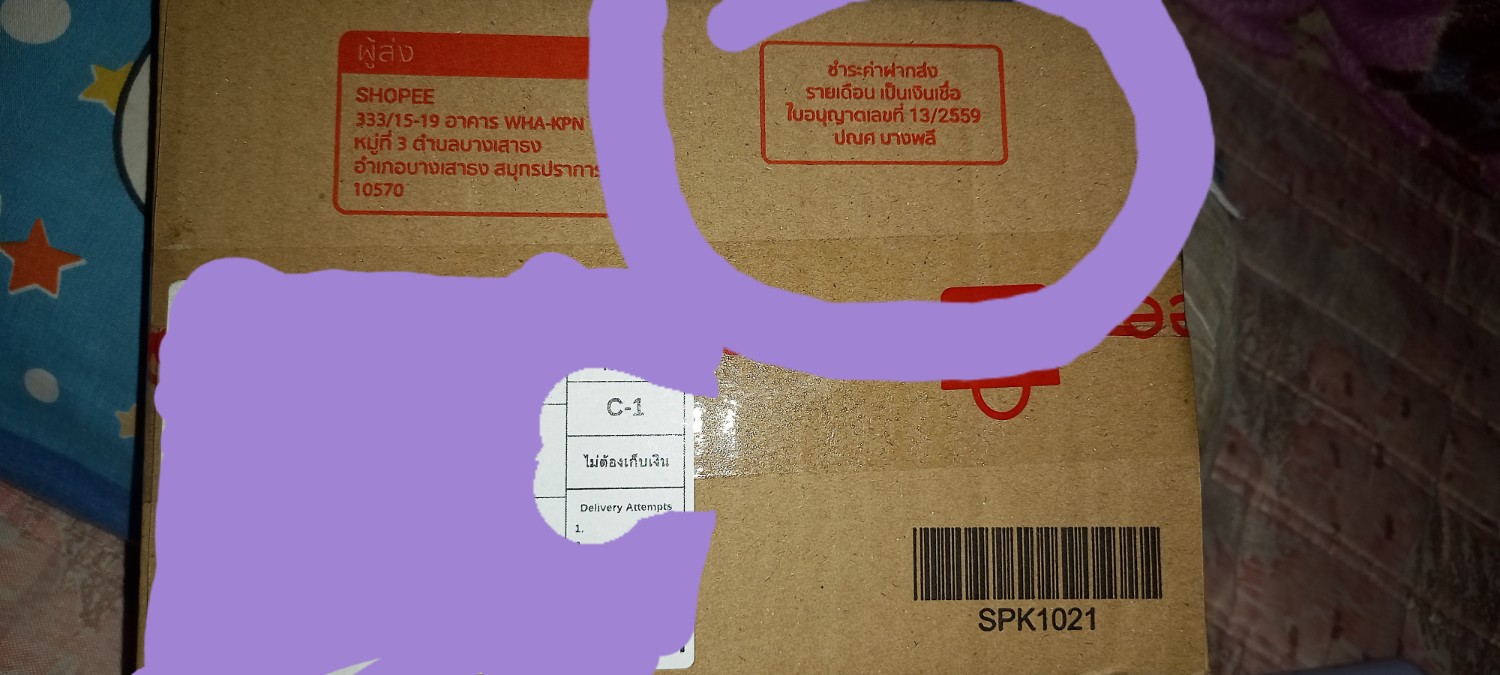 ผู้ส่ง
SHOPEE
333/15-19 อาคาร WHA-KPN
หมู่ที่ 3 ตำบลบางเสาธง
อำเภอบางเสาธง สมุทรปราการ
10570
ชำระค่าฝากส่ง
รายเดือน เป็นเงินเชื่อ
ใบอนุญาตเลขที่ 13/2559
ปณศ บางพลี
C-1
ไม่ต้องเก็บเงิน
Delivery Attempts
1.
SPK1021